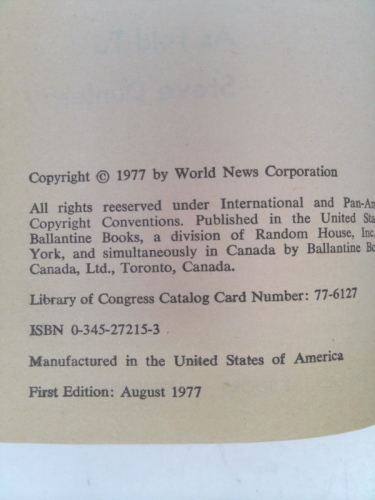 Copyright © 1977 by World News Corporation
All rights reeserved under International and Pan-Am
Copyright Conventions. Published in the United Sta
Ballantine Books, a division of Random House, Inc.
York, and simultaneously in Canada by Ballantine Bo
Canada, Ltd., Toronto, Canada.
Library of Congress Catalog Card Number: 77-6127
ISBN 0-345-27215-3
Manufactured in the United States of America
First Edition: August 1977